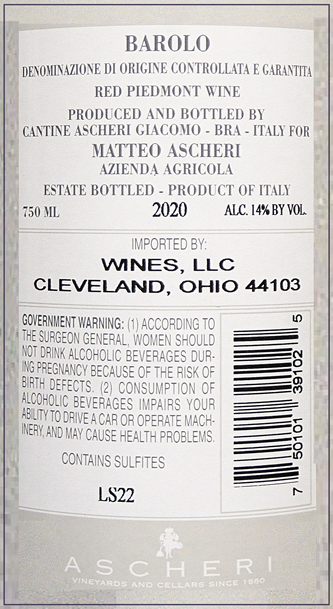 BAROLO
DENOMINAZIONE DI ORIGINE CONTROLLATA E GARANTITA
RED PIEDMONT WINE
PRODUCED AND BOTTLED BY
CANTINE ASCHERI GIACOMO - BRA - ITALY FOR
MATTEO ASCHERI
AZIENDA AGRICOLA
ESTATE BOTTLED - PRODUCT OF ITALY
750 ML 2020 ALC. 14% BY VOL.
IMPORTED BY:
WINES, LLC
CLEVELAND, OHIO 44103
GOVERNMENT WARNING: (1) ACCORDING TO
THE SURGEON GENERAL, WOMEN SHOULD
NOT DRINK ALCOHOLIC BEVERAGES DUR-
ING PREGNANCY BECAUSE OF THE RISK OF
BIRTH DEFECTS. (2) CONSUMPTION OF
ALCOHOLIC BEVERAGES IMPAIRS YOUR
ABILITY TO DRIVE A CAR OR OPERATE MACH-
INERY, AND MAY CAUSE HEALTH PROBLEMS.
CONTAINS SULFITES
LS22
7 50101 39102 5
ASCHERI
VINEYARDS AND CELLARS SINCE 1880